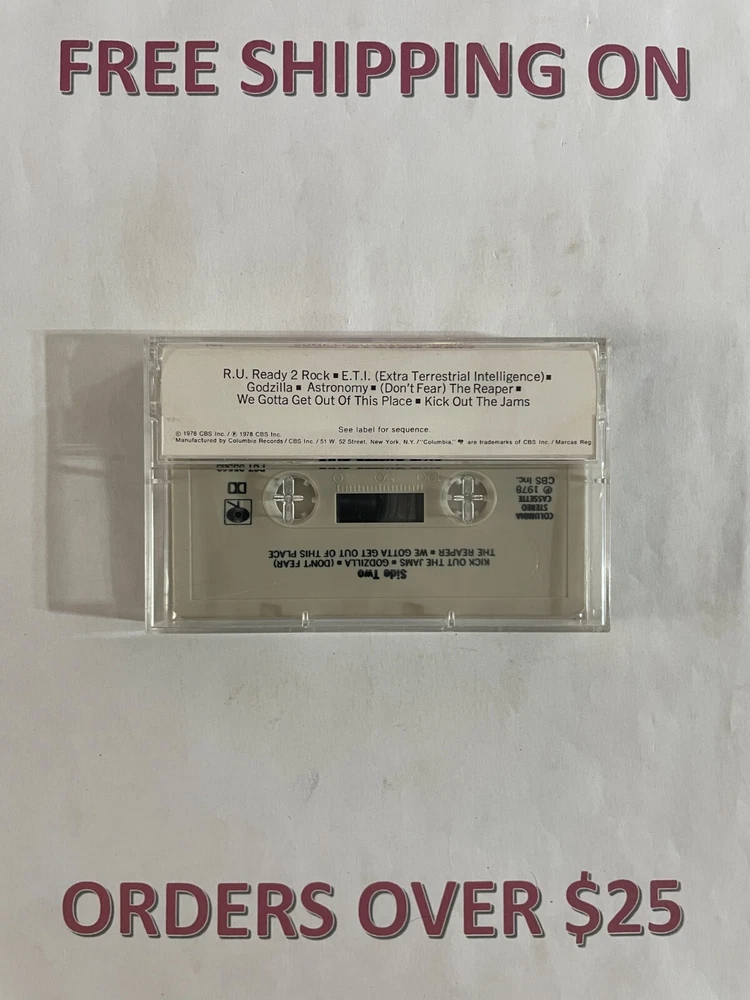 FREE SHIPPING ON
R.U. Ready 2 Rock ■ E.T.I. (Extra Terrestrial Intelligence) ■
Godzilla ■ Astronomy ■ (Don't Fear) The Reaper ■
We Gotta Get Out Of This Place ■ Kick Out The Jams
See label for sequence.
© 1978 CBS Inc. / ℗ 1978 CBS Inc.
Manufactured by Columbia Records / CBS Inc. / 51 W. 52 Street, New York, N.Y. / "Columbia," are trademarks of CBS Inc. / Marcas Reg.
COLUMBIA
STEREO
CASSETTE
℗ 1978
CBS Inc.
Side Two
KICK OUT THE JAMS ■ GODZILLA ■ (DON'T FEAR)
THE REAPER ■ WE GOTTA GET OUT OF THIS PLACE
ORDERS OVER $25